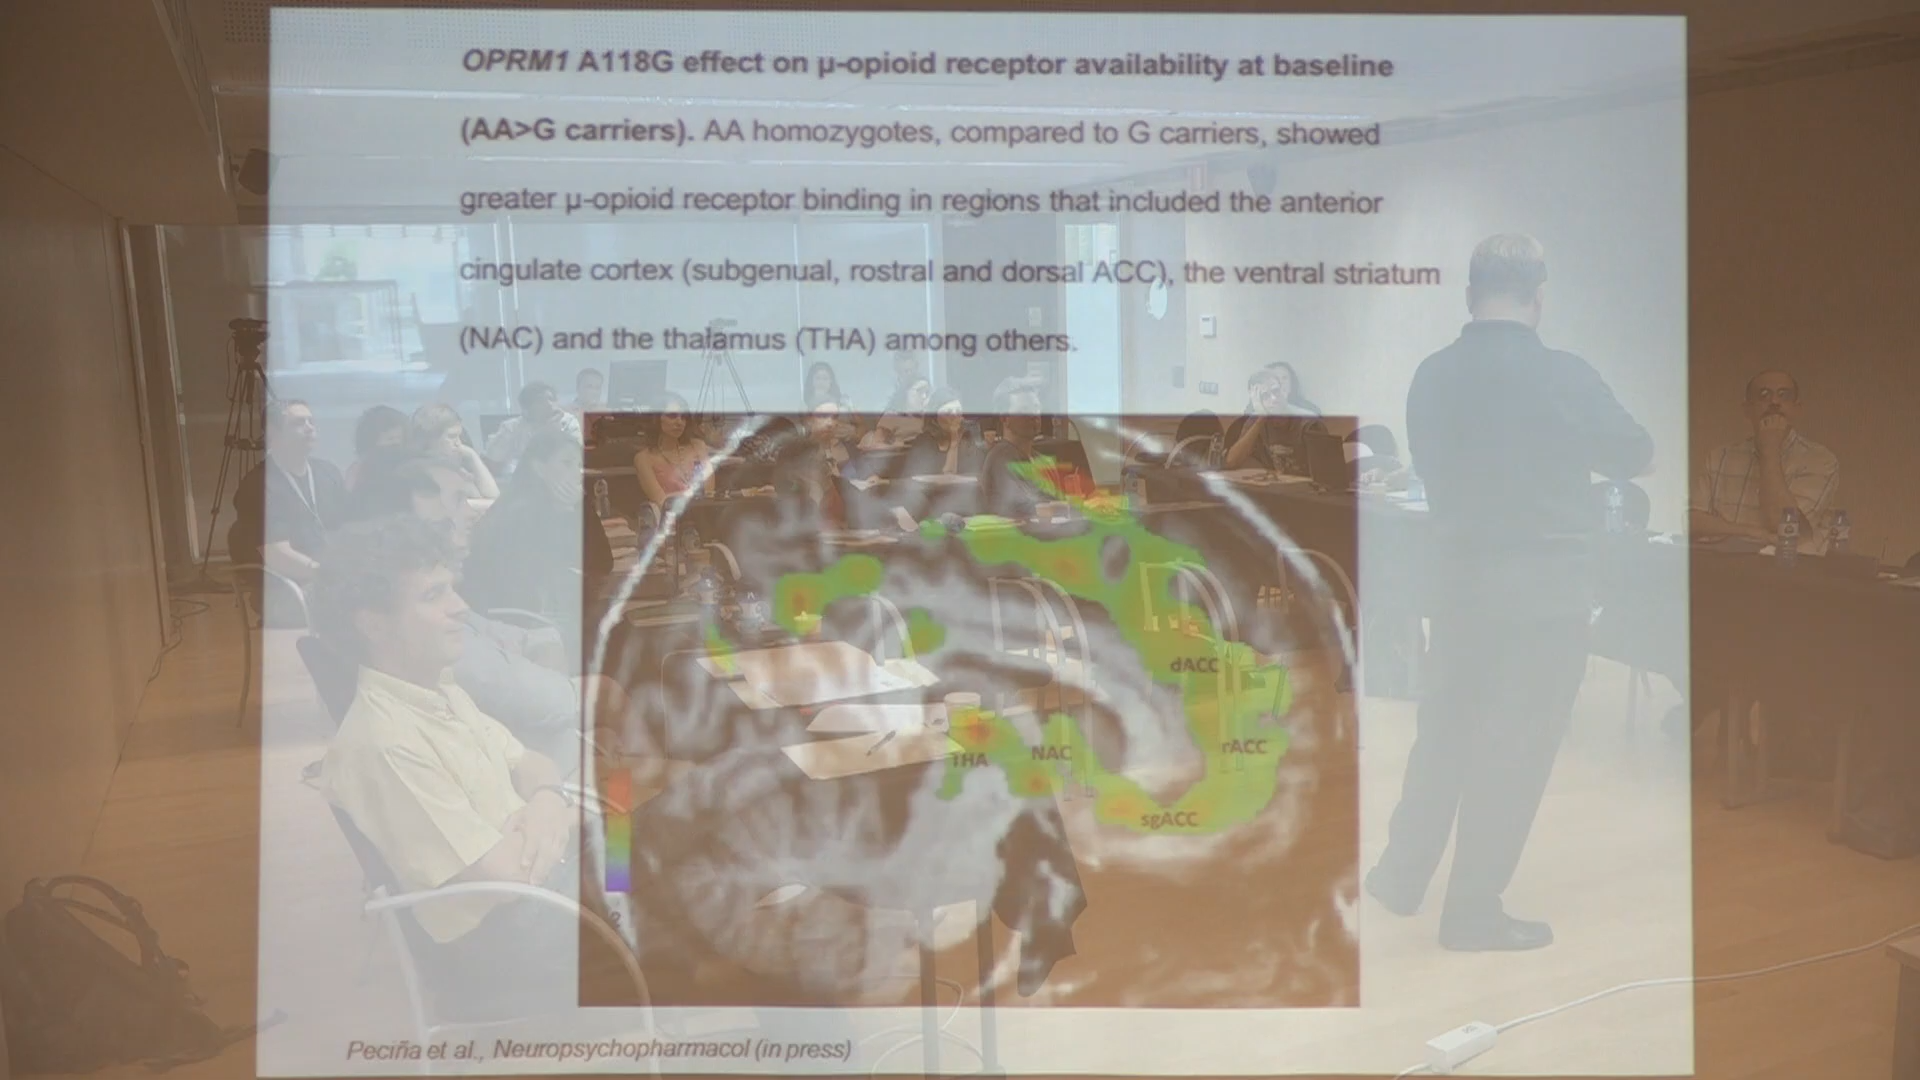 OPRM1 A118G effect on µ-opioid receptor availability at baseline
(AA>G carriers). AA homozygotes, compared to G carriers, showed
greater µ-opioid receptor binding in regions that included the anterior
cingulate cortex (subgenual, rostral and dorsal ACC), the ventral striatum
(NAC) and the thalamus (THA) among others.
dACC
rACC
NAC
THA
sgACC
Peciña et al., Neuropsychopharmacol (in press)